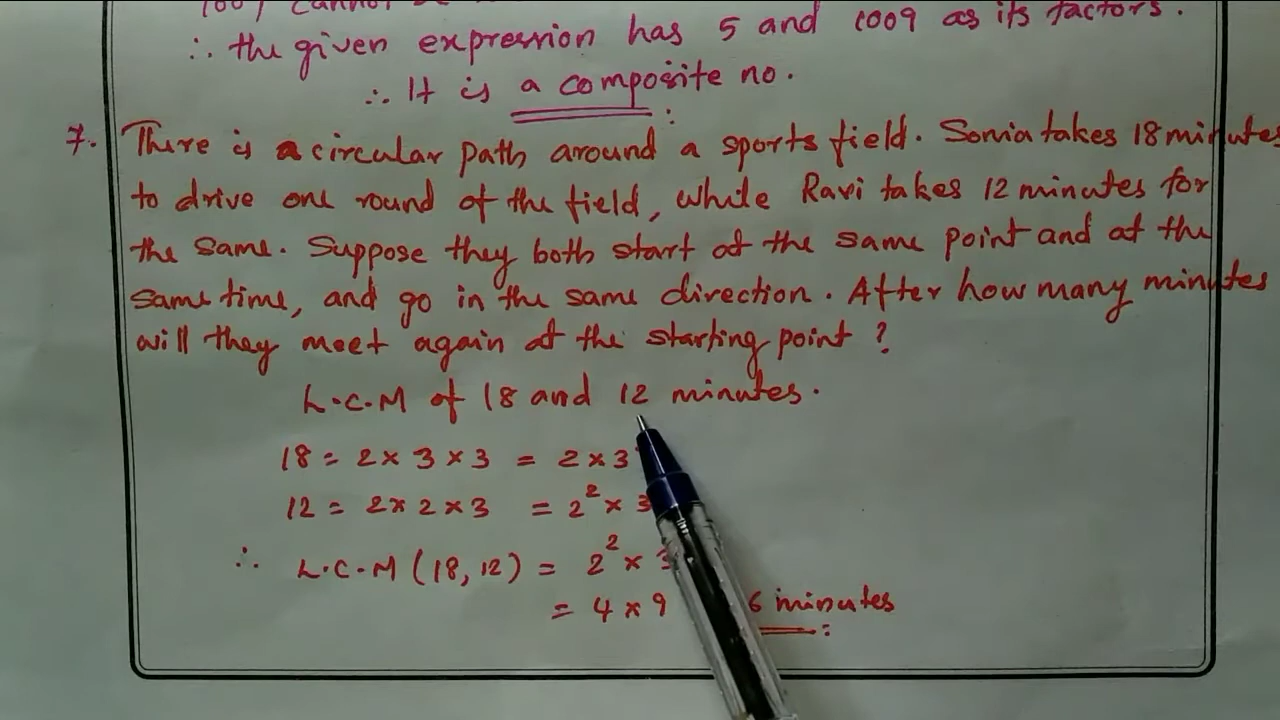 ∴ the given expression has 5 and 1009 as its factors.
∴ It is a composite no.
7. There is a circular path around a sports field. Sonia takes 18 minutes
to drive one round of the field, while Ravi takes 12 minutes for
the same. Suppose they both start at the same point and at the
same time, and go in the same direction. After how many minutes
will they meet again at the starting point?
L.C.M of 18 and 12 minutes.
18 = 2 × 3 × 3 = 2 × 3
12 = 2 × 2 × 3 = 2² × 3
∴ L.C.M (18, 12) = 2² × 3
= 4 × 9 6 minutes